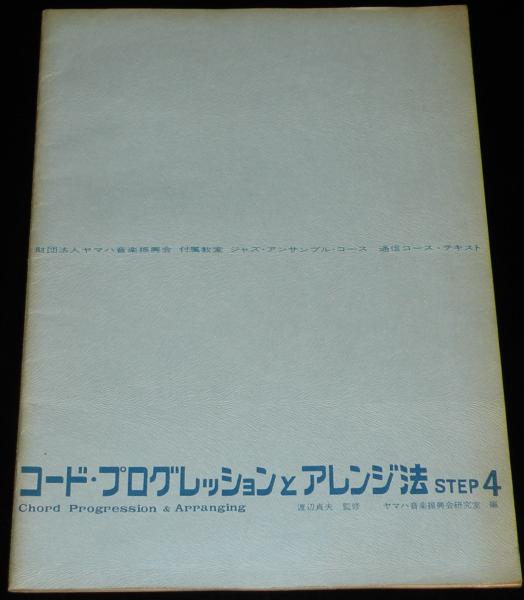 財団法人ヤマハ音楽振興会 付属教室 ジャズ・アンサンブル・コース 通信コース・テキスト
コード・プログレッションとアレンジ法 STEP 4
Chord Progression & Arranging 渡辺貞夫 監修 ヤマハ音楽振興会研究室 編